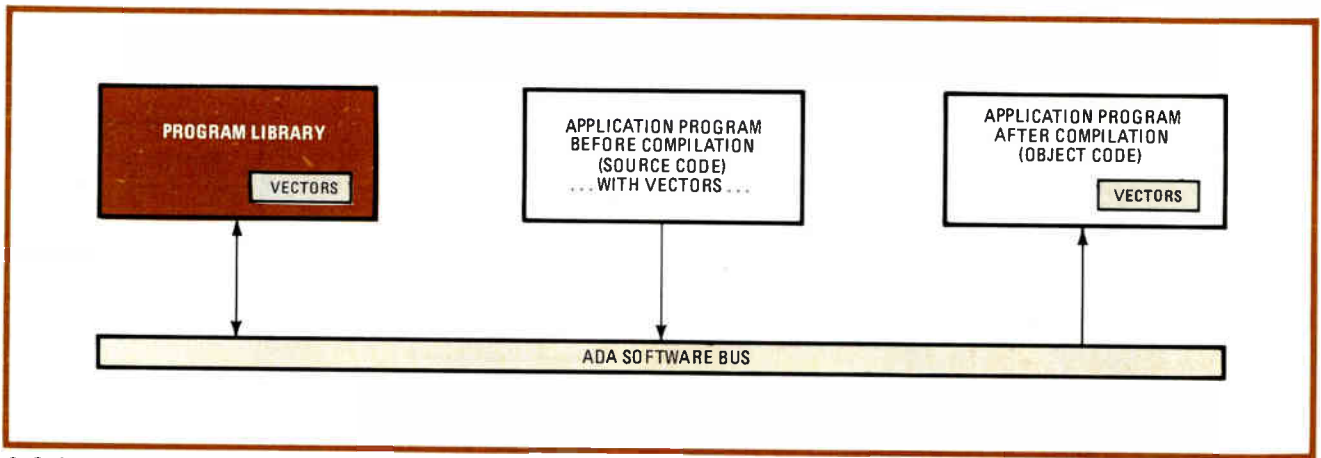 PROGRAM LIBRARY
VECTORS
APPLICATION PROGRAM
BEFORE COMPILATION
(SOURCE CODE)
...WITH VECTORS...
APPLICATION PROGRAM
AFTER COMPILATION
(OBJECT CODE)
VECTORS
ADA SOFTWARE BUS